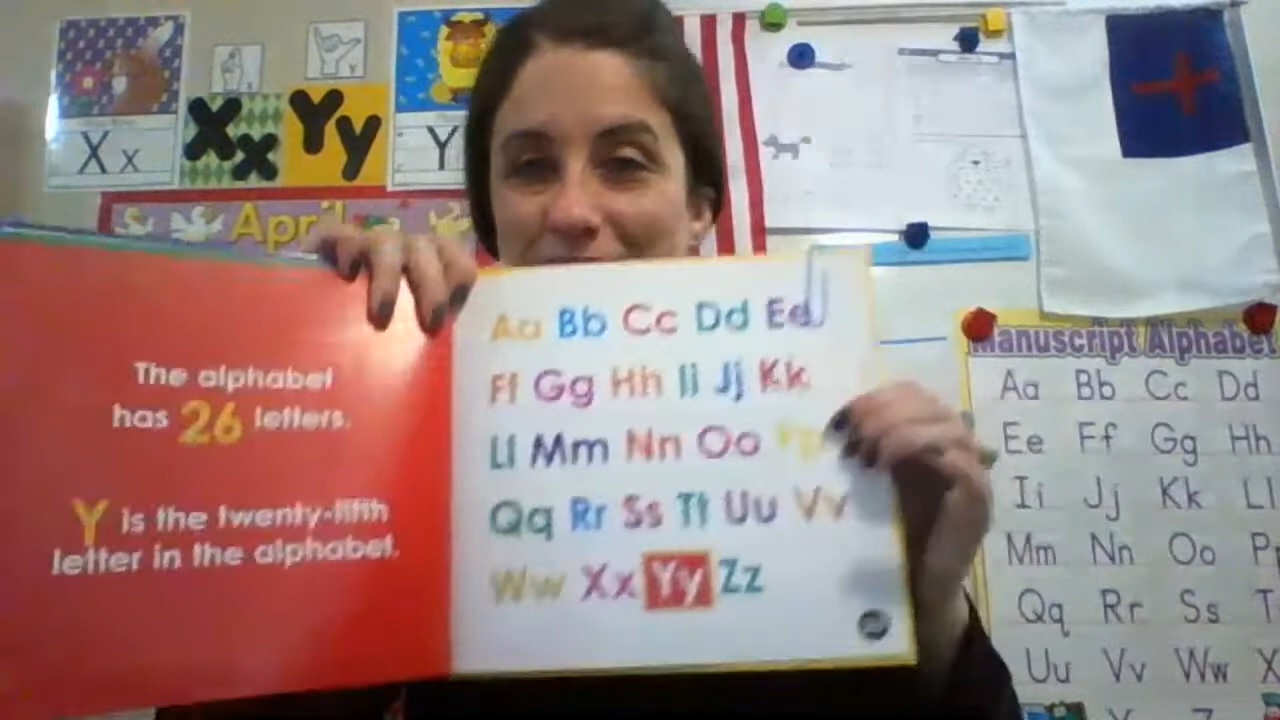 X x
Xx
Yy
Y
April
The alphabet
has 26 letters.
Y is the twenty-fifth
letter in the alphabet.
Aa Bb Cc Dd Ee
Ff Gg Hh Ii Jj Kk
Ll Mm Nn Oo Pp
Qq Rr Ss Tt Uu Vv
Ww Xx Yy Zz
Manuscript Alphabet
Aa Bb Cc Dd
Ee Ff Gg Hh
Ii Jj Kk Ll
Mm Nn Oo P
Qq Rr Ss T
Uu Vv Ww X